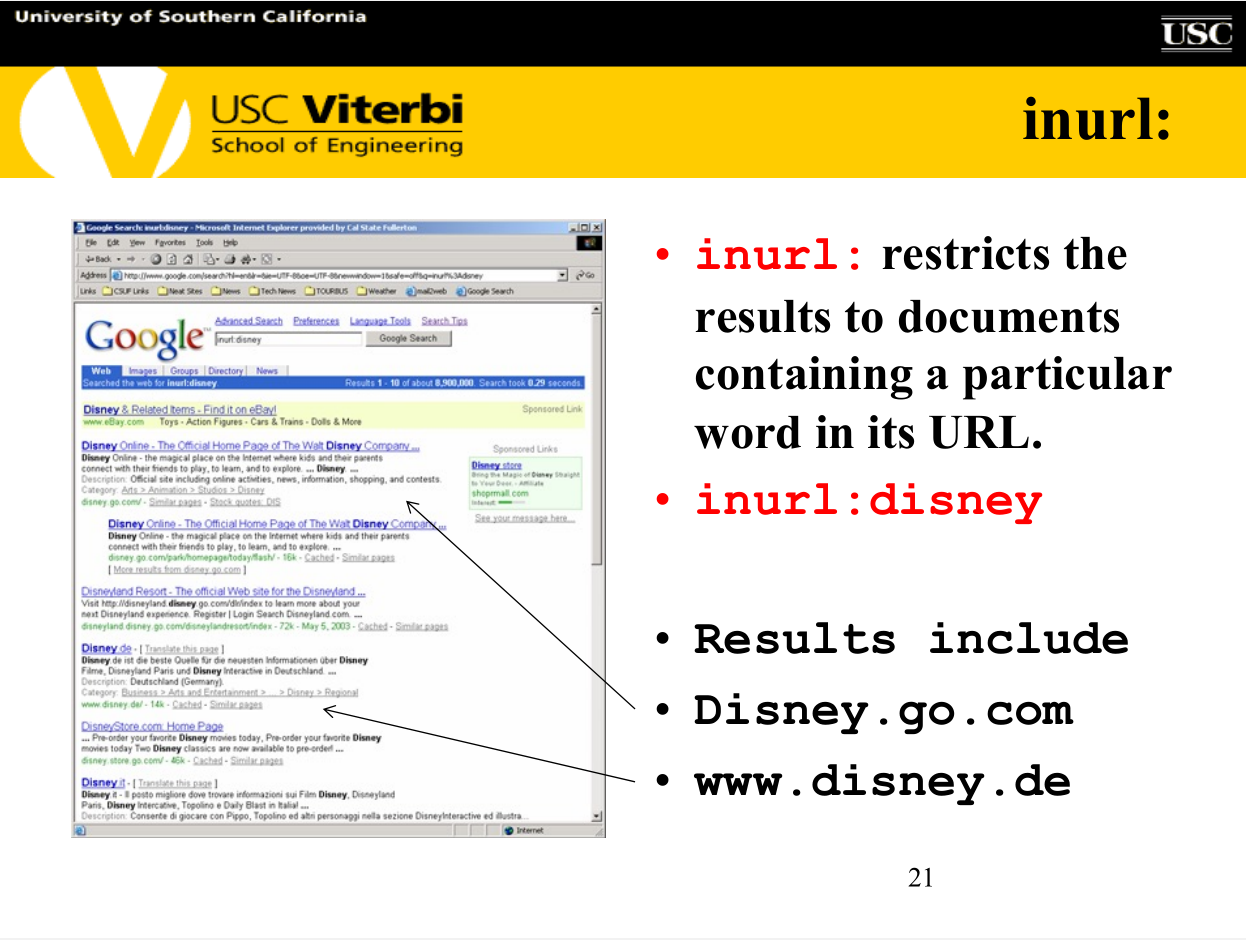 University of Southern California
USC
USC Viterbi
School of Engineering
inurl:
Google Search: inurl:disney - Microsoft Internet Explorer provided by Cal State Fullerton
File Edit View Favorites Tools Help
Back
Address http://www.google.com/search?hl=en&lr=&ie=UTF-8&oe=UTF-8&newwindow=1&safe=off&q=inurl%3Adisney Go
Links CSUF Links Neat Sites News Tech News TOURBUS Weather mail2web Google Search
Google™
Advanced Search Preferences Language Tools Search Tips
inurl:disney Google Search
Web Images Groups Directory News
Searched the web for inurl:disney Results 1 - 10 of about 8,900,000. Search took 0.29 seconds.
Disney & Related Items - Find it on eBay! Sponsored Link
www.eBay.com Toys - Action Figures - Cars & Trains - Dolls & More
Disney Online - The Official Home Page of The Walt Disney Company ...
Disney Online - the magical place on the Internet where kids and their parents
connect with their friends to play, to learn, and to explore. ... Disney. ...
Description: Official site including online activities, news, information, shopping, and contests.
Category: Arts > Animation > Studios > Disney
disney.go.com/ - Similar pages - Stock quotes: DIS
Sponsored Links
Disney store
Bring the Magic of Disney Straight
to Your Door. - Affiliate
shoprmall.com
Interest:
See your message here...
Disney Online - The Official Home Page of The Walt Disney Company ...
Disney Online - the magical place on the Internet where kids and their parents
connect with their friends to play, to learn, and to explore. ...
disney.go.com/park/homepage/today/flash/ - 16k - Cached - Similar pages
[ More results from disney.go.com ]
Disneyland Resort - The official Web site for the Disneyland ...
Visit http://disneyland.disney.go.com/dlr/index to learn more about your
next Disneyland experience. Register | Login Search Disneyland.com. ...
disneyland.disney.go.com/disneylandresort/index - 72k - May 5, 2003 - Cached - Similar pages
Disney.de - [ Translate this page ]
Disney.de ist die beste Quelle für die neuesten Informationen über Disney
Filme, Disneyland Paris und Disney Interactive in Deutschland. ...
Description: Deutschland (Germany).
Category: Business > Arts and Entertainment > ... > Disney > Regional
www.disney.de/ - 14k - Cached - Similar pages
DisneyStore.com: Home Page
... Pre-order your favorite Disney movies today, Pre-order your favorite Disney
movies today Two Disney classics are now available to pre-order! ...
disney.store.go.com/ - 46k - Cached - Similar pages
Disney.it - [ Translate this page ]
Disney.it - Il posto migliore dove trovare informazioni sui Film Disney, Disneyland
Paris, Disney Intercative, Topolino e Daily Blast in Italia! ...
Description: Consente di giocare con Pippo, Topolino ed altri personaggi nella sezione DisneyInteractive ed illustra...
Internet
• inurl: restricts the
results to documents
containing a particular
word in its URL.
• inurl:disney
• Results include
• Disney.go.com
• www.disney.de
21